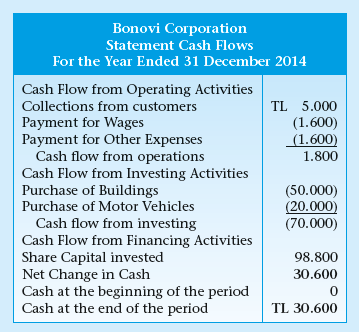 Bonovi Corporation
Statement Cash Flows
For the Year Ended 31 December 2014
Cash Flow from Operating Activities
Collections from customers TL 5.000
Payment for Wages (1.600)
Payment for Other Expenses (1.600)
Cash flow from operations 1.800
Cash Flow from Investing Activities
Purchase of Buildings (50.000)
Purchase of Motor Vehicles (20.000)
Cash flow from investing (70.000)
Cash Flow from Financing Activities
Share Capital invested 98.800
Net Change in Cash 30.600
Cash at the beginning of the period 0
Cash at the end of the period TL 30.600